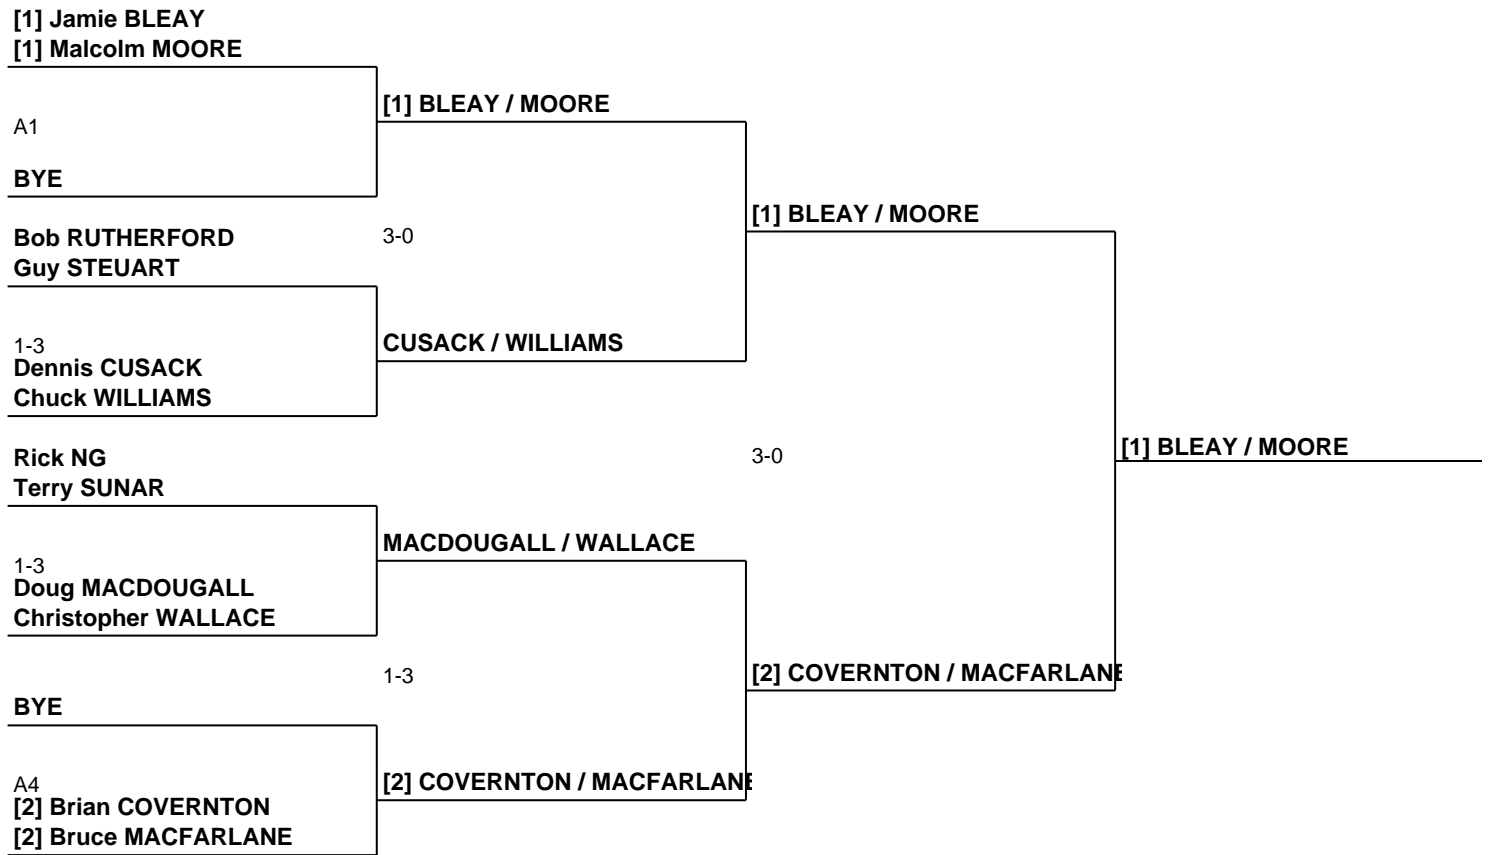 [1] Jamie BLEAY
[1] Malcolm MOORE
A1
BYE
Bob RUTHERFORD
Guy STEUART
1-3
Dennis CUSACK
Chuck WILLIAMS
Rick NG
Terry SUNAR
1-3
Doug MACDOUGALL
Christopher WALLACE
BYE
A4
[2] Brian COVERNTON
[2] Bruce MACFARLANE
[1] BLEAY / MOORE
3-0
CUSACK / WILLIAMS
MACDOUGALL / WALLACE
1-3
[2] COVERNTON / MACFARLANE
[1] BLEAY / MOORE
3-0
[2] COVERNTON / MACFARLANE
[1] BLEAY / MOORE